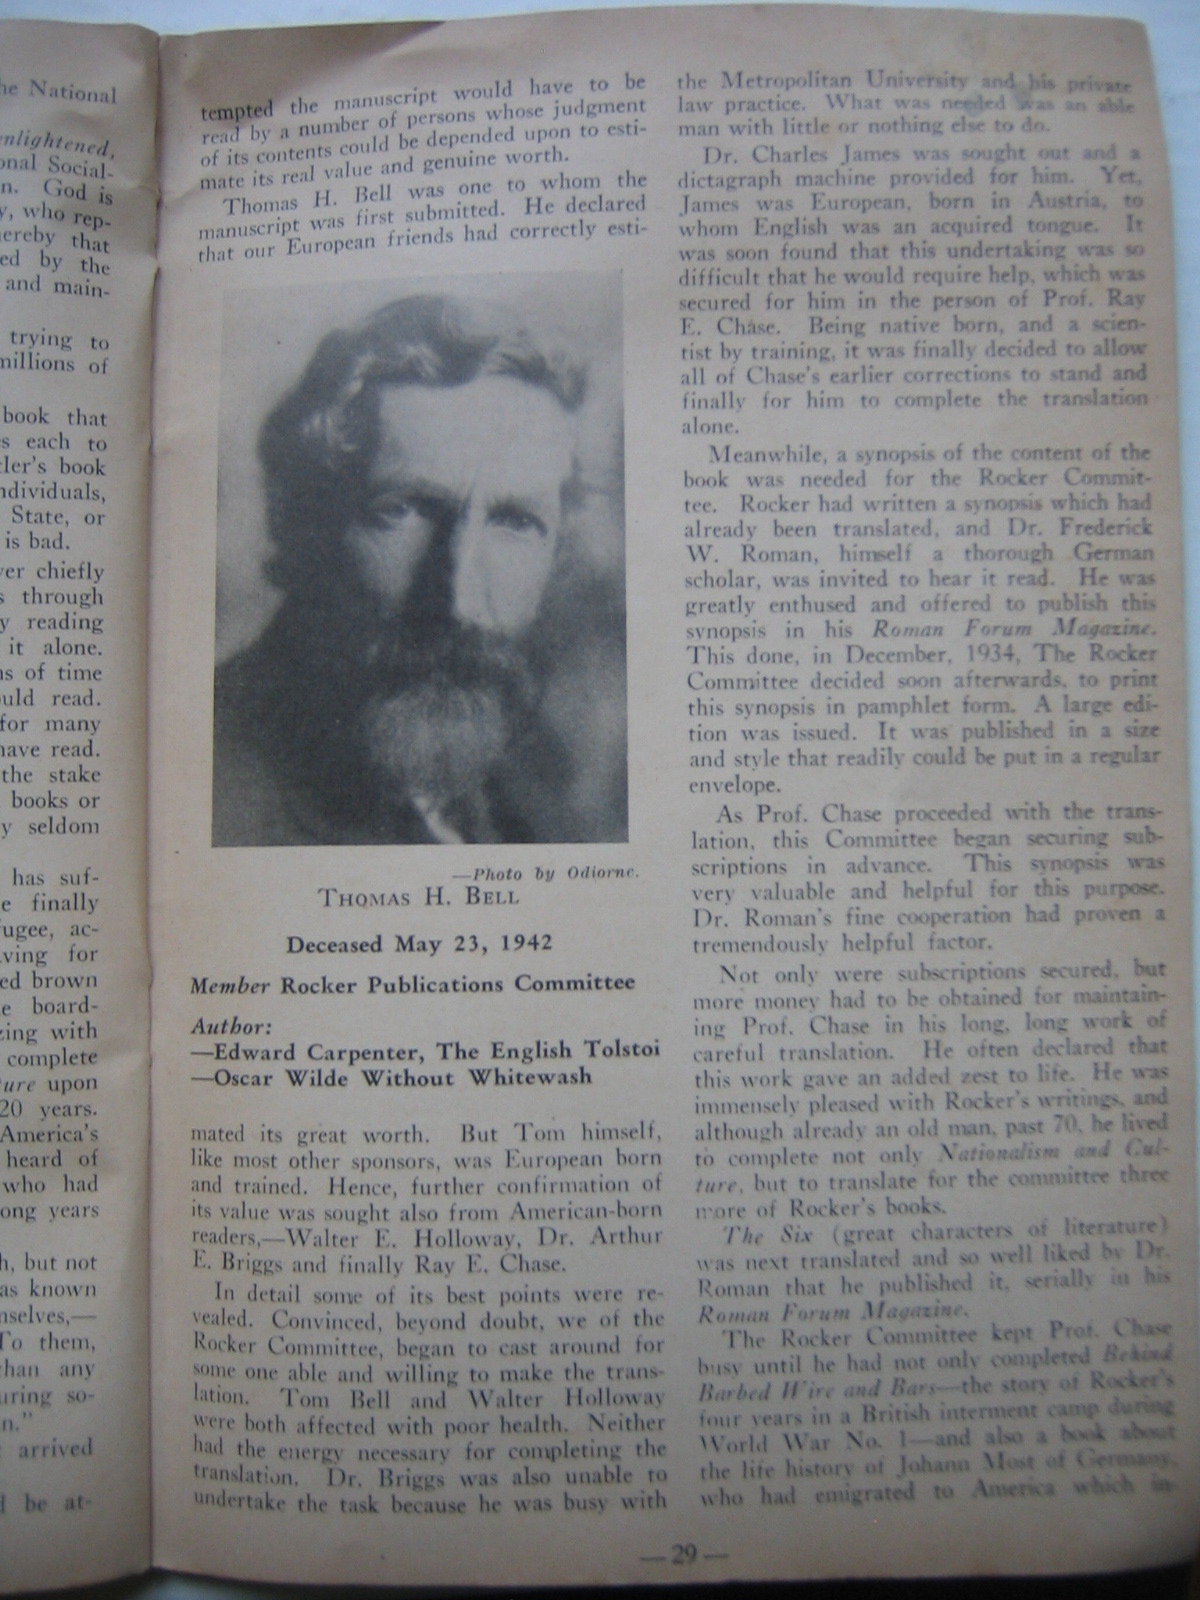 he National
nlightened,
onal Social-
n. God is
y, who rep-
hereby that
ed by the
and main-
trying to
millions of
book that
s each to
tler's book
ndividuals,
State, or
is bad.
er chiefly
s through
y reading
it alone.
ns of time
ould read.
for many
have read.
the stake
books or
y seldom
has suf-
e finally
fugee, ac-
ving for
ed brown
e board-
zing with
complete
ure upon
20 years.
America's
heard of
who had
ong years
h, but not
as known
mselves,—
To them,
than any
uring so-
n."
arrived
d be at-
tempted the manuscript would have to be
read by a number of persons whose judgment
of its contents could be depended upon to esti-
mate its real value and genuine worth.
Thomas H. Bell was one to whom the
manuscript was first submitted. He declared
that our European friends had correctly esti-
—Photo by Odiorne.
THOMAS H. BELL
Deceased May 23, 1942
Member Rocker Publications Committee
Author:
—Edward Carpenter, The English Tolstoi
—Oscar Wilde Without Whitewash
mated its great worth. But Tom himself,
like most other sponsors, was European born
and trained. Hence, further confirmation of
its value was sought also from American-born
readers,—Walter E. Holloway, Dr. Arthur
E. Briggs and finally Ray E. Chase.
In detail some of its best points were re-
vealed. Convinced, beyond doubt, we of the
Rocker Committee, began to cast around for
some one able and willing to make the trans-
lation. Tom Bell and Walter Holloway
were both affected with poor health. Neither
had the energy necessary for completing the
translation. Dr. Briggs was also unable to
undertake the task because he was busy with
the Metropolitan University and his private
law practice. What was needed was an able
man with little or nothing else to do.
Dr. Charles James was sought out and a
dictagraph machine provided for him. Yet,
James was European, born in Austria, to
whom English was an acquired tongue. It
was soon found that this undertaking was so
difficult that he would require help, which was
secured for him in the person of Prof. Ray
E. Chase. Being native born, and a scien-
tist by training, it was finally decided to allow
all of Chase's earlier corrections to stand and
finally for him to complete the translation
alone.
Meanwhile, a synopsis of the content of the
book was needed for the Rocker Commit-
tee. Rocker had written a synopsis which had
already been translated, and Dr. Frederick
W. Roman, himself a thorough German
scholar, was invited to hear it read. He was
greatly enthused and offered to publish this
synopsis in his Roman Forum Magazine.
This done, in December, 1934, The Rocker
Committee decided soon afterwards, to print
this synopsis in pamphlet form. A large edi-
tion was issued. It was published in a size
and style that readily could be put in a regular
envelope.
As Prof. Chase proceeded with the trans-
lation, this Committee began securing sub-
scriptions in advance. This synopsis was
very valuable and helpful for this purpose.
Dr. Roman's fine cooperation had proven a
tremendously helpful factor.
Not only were subscriptions secured, but
more money had to be obtained for maintain-
ing Prof. Chase in his long, long work of
careful translation. He often declared that
this work gave an added zest to life. He was
immensely pleased with Rocker's writings, and
although already an old man, past 70, he lived
to complete not only Nationalism and Cul-
ture, but to translate for the committee three
more of Rocker's books.
The Six (great characters of literature)
was next translated and so well liked by Dr.
Roman that he published it, serially in his
Roman Forum Magazine.
The Rocker Committee kept Prof. Chase
busy until he had not only completed Behind
Barbed Wire and Bars—the story of Rocker's
four years in a British interment camp during
World War No. 1—and also a book about
the life history of Johann Most of Germany,
who had emigrated to America which in-
—29—